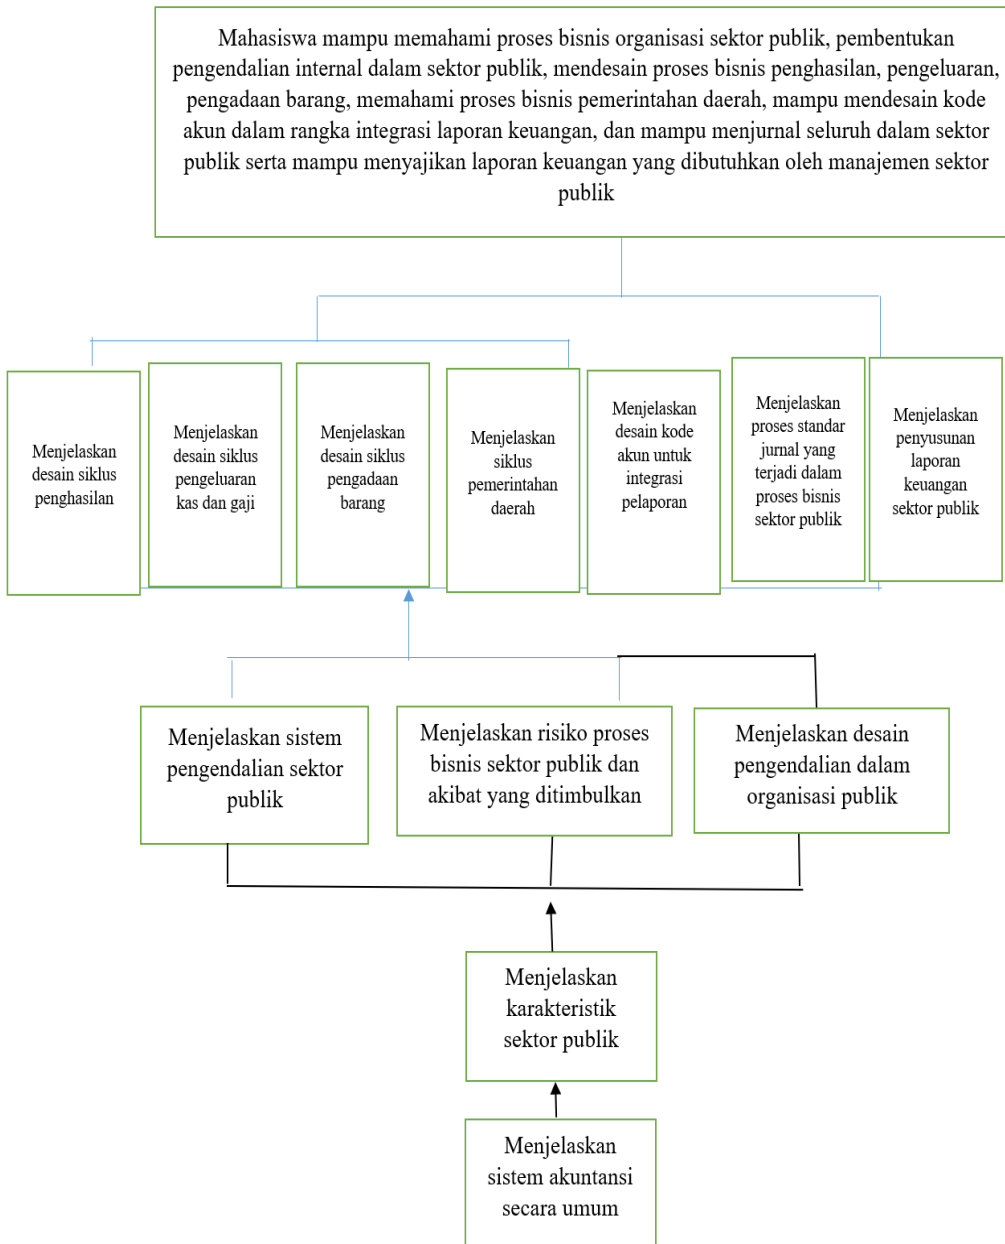 Mahasiswa mampu memahami proses bisnis organisasi sektor publik, pembentukan
pengendalian internal dalam sektor publik, mendesain proses bisnis penghasilan, pengeluaran,
pengadaan barang, memahami proses bisnis pemerintahan daerah, mampu mendesain kode
akun dalam rangka integrasi laporan keuangan, dan mampu menjurnal seluruh dalam sektor
publik serta mampu menyajikan laporan keuangan yang dibutuhkan oleh manajemen sektor
publik
Menjelaskan
desain siklus
penghasilan
Menjelaskan
desain siklus
pengeluaran
kas dan gaji
Menjelaskan
desain siklus
pengadaan
barang
Menjelaskan
siklus
pemerintahan
daerah
Menjelaskan
desain kode
akun untuk
integrasi
pelaporan
Menjelaskan
proses standar
jurnal yang
terjadi dalam
proses bisnis
sektor publik
Menjelaskan
penyusunan
laporan
keuangan
sektor publik
Menjelaskan sistem
pengendalian sektor
publik
Menjelaskan risiko proses
bisnis sektor publik dan
akibat yang ditimbulkan
Menjelaskan desain
pengendalian dalam
organisasi publik
Menjelaskan
karakteristik
sektor publik
Menjelaskan
sistem akuntansi
secara umum